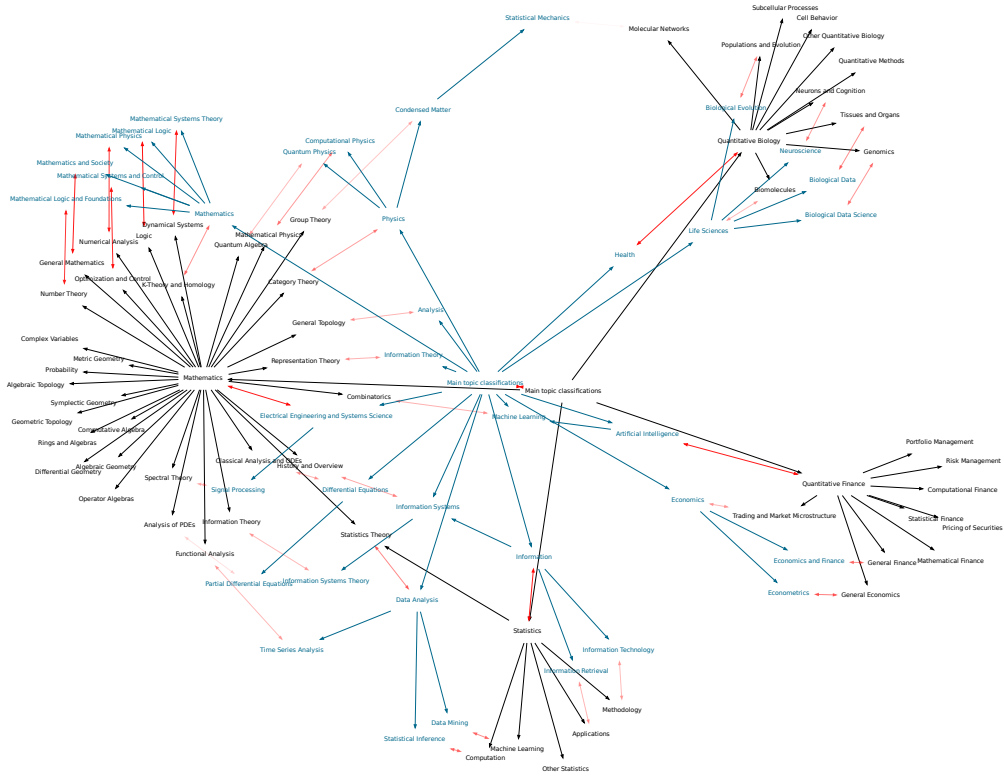 Subcellular Processes
Statistical Mechanics
Cell Behavior
Molecular Networks
Other Quantitative Biology
Populations and Evolution
Quantitative Methods
Neurons and Cognition
Condensed Matter
Biological Evolution
Tissues and Organs
Mathematical Systems Theory
Mathematical Logic
Mathematical Physics
Computational Physics
Quantitative Biology
Quantum Physics
Neuroscience
Genomics
Mathematics and Society
Mathematical Systems and Control
Biological Data
Biomolecules
Mathematical Logic and Foundations
Mathematics
Physics
Group Theory
Biological Data Science
Dynamical Systems
Life Sciences
Logic
Mathematical Physics
Numerical Analysis
Quantum Algebra
Health
General Mathematics
Optimization and Control
K-Theory and Homology
Category Theory
Number Theory
Analysis
General Topology
Complex Variables
Information Theory
Metric Geometry
Representation Theory
Probability
Mathematics
Algebraic Topology
Main topic classifications
Main topic classifications
Combinatorics
Symplectic Geometry
Electrical Engineering and Systems Science
Machine Learning
Geometric Topology
Commutative Algebra
Artificial Intelligence
Rings and Algebras
Portfolio Management
Classical Analysis and ODEs
Risk Management
Algebraic Geometry
History and Overview
Differential Geometry
Spectral Theory
Quantitative Finance
Signal Processing
Differential Equations
Computational Finance
Operator Algebras
Economics
Information Systems
Trading and Market Microstructure
Statistical Finance
Analysis of PDEs
Information Theory
Pricing of Securities
Statistics Theory
Functional Analysis
Information
Economics and Finance
General Finance
Mathematical Finance
Partial Differential Equations
Information Systems Theory
Econometrics
General Economics
Data Analysis
Statistics
Time Series Analysis
Information Technology
Information Retrieval
Methodology
Data Mining
Applications
Statistical Inference
Machine Learning
Computation
Other Statistics